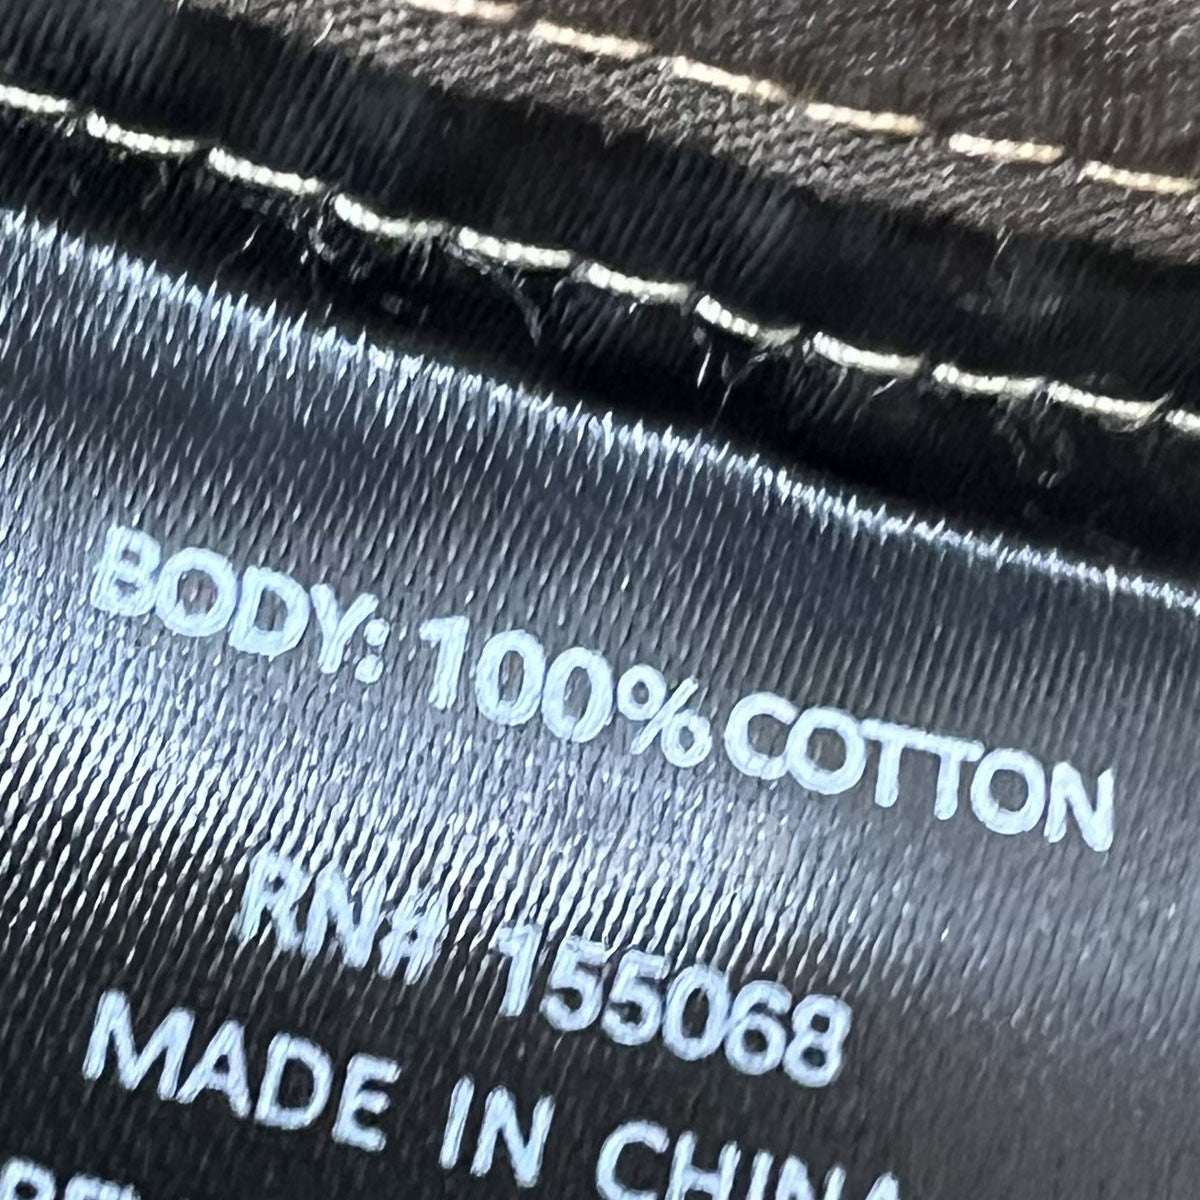 BODY: 100% COTTON
RN# 155068
MADE IN CHINA